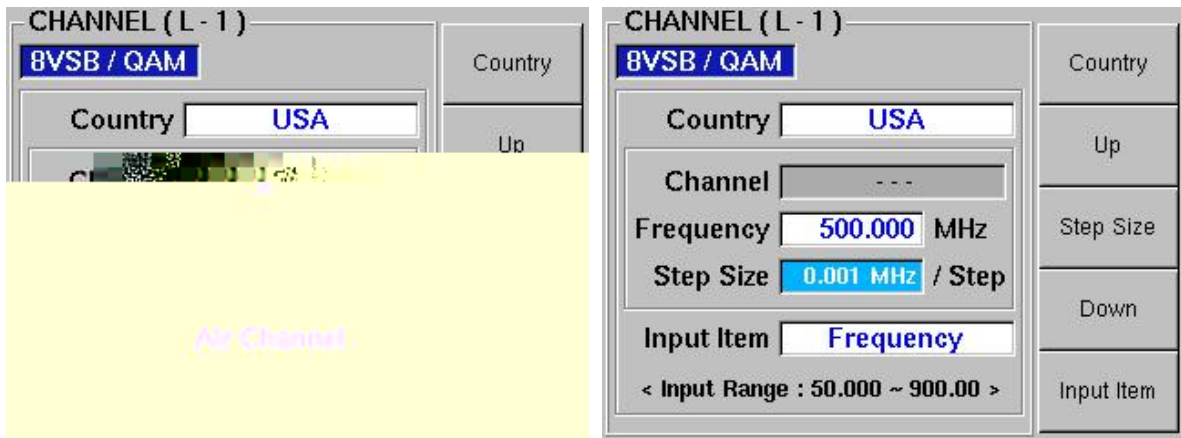 CHANNEL ( L - 1 )
8VSB / QAM
Country
Country USA
Up
Air Channel
CHANNEL ( L - 1 )
8VSB / QAM
Country
Country USA
Up
Channel - - -
Frequency 500.000 MHz
Step Size
Step Size 0.001 MHz / Step
Down
Input Item Frequency
< Input Range : 50.000 ~ 900.00 >
Input Item